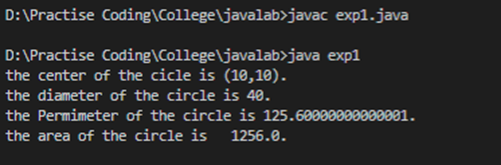 D:\Practise Coding\College\javalab>javac exp1.java
D:\Practise Coding\College\javalab>java exp1
the center of the cicle is (10,10).
the diameter of the circle is 40.
the Permimeter of the circle is 125.60000000000001.
the area of the circle is   1256.0.